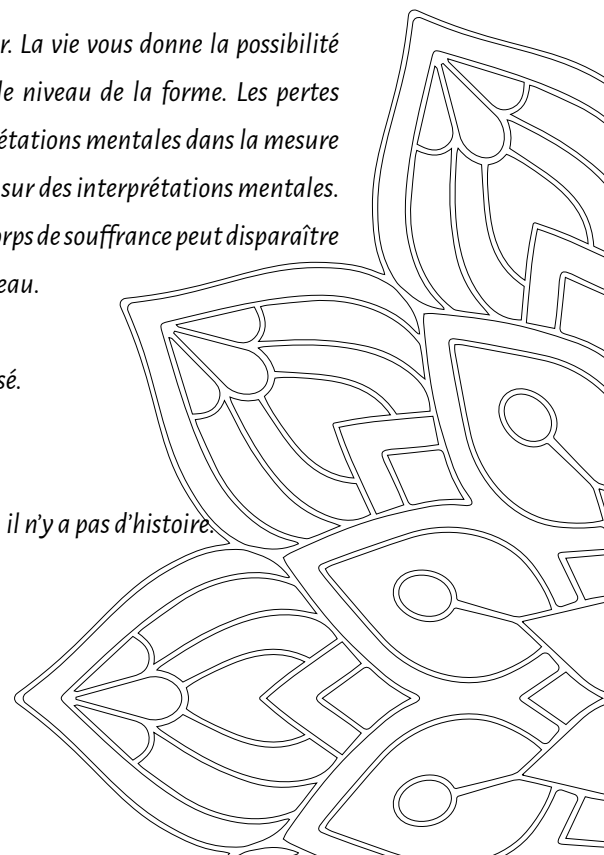 r. La vie vous donne la possibilité
le niveau de la forme. Les pertes
étations mentales dans la mesure
sur des interprétations mentales.
orps de souffrance peut disparaître
eau.
sé.
il n’y a pas d’histoire.